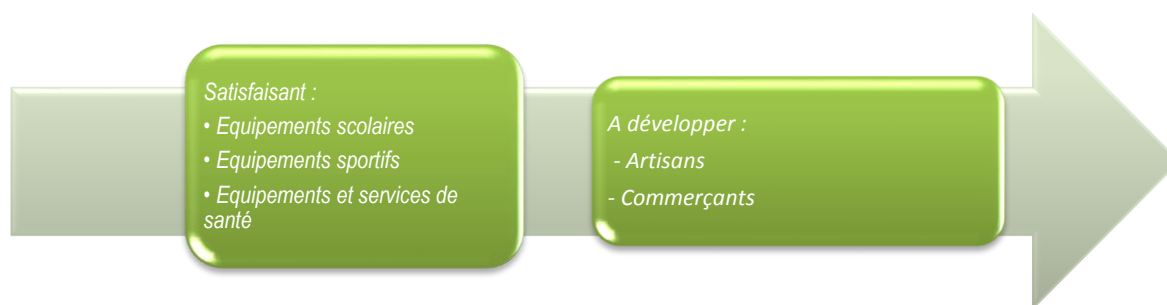 Satisfaisant :
• Equipements scolaires
• Equipements sportifs
• Equipements et services de
santé
A développer :
- Artisans
- Commerçants